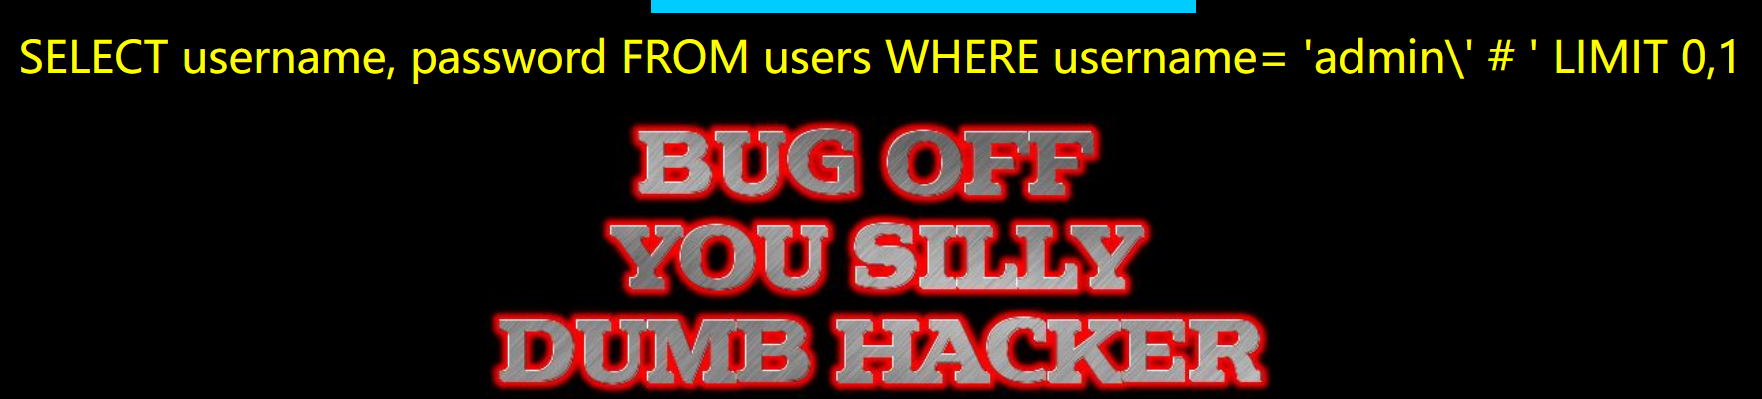 SELECT username, password FROM users WHERE username= 'admin\' # ' LIMIT 0,1
BUG OFF
YOU SILLY
DUMB HACKER